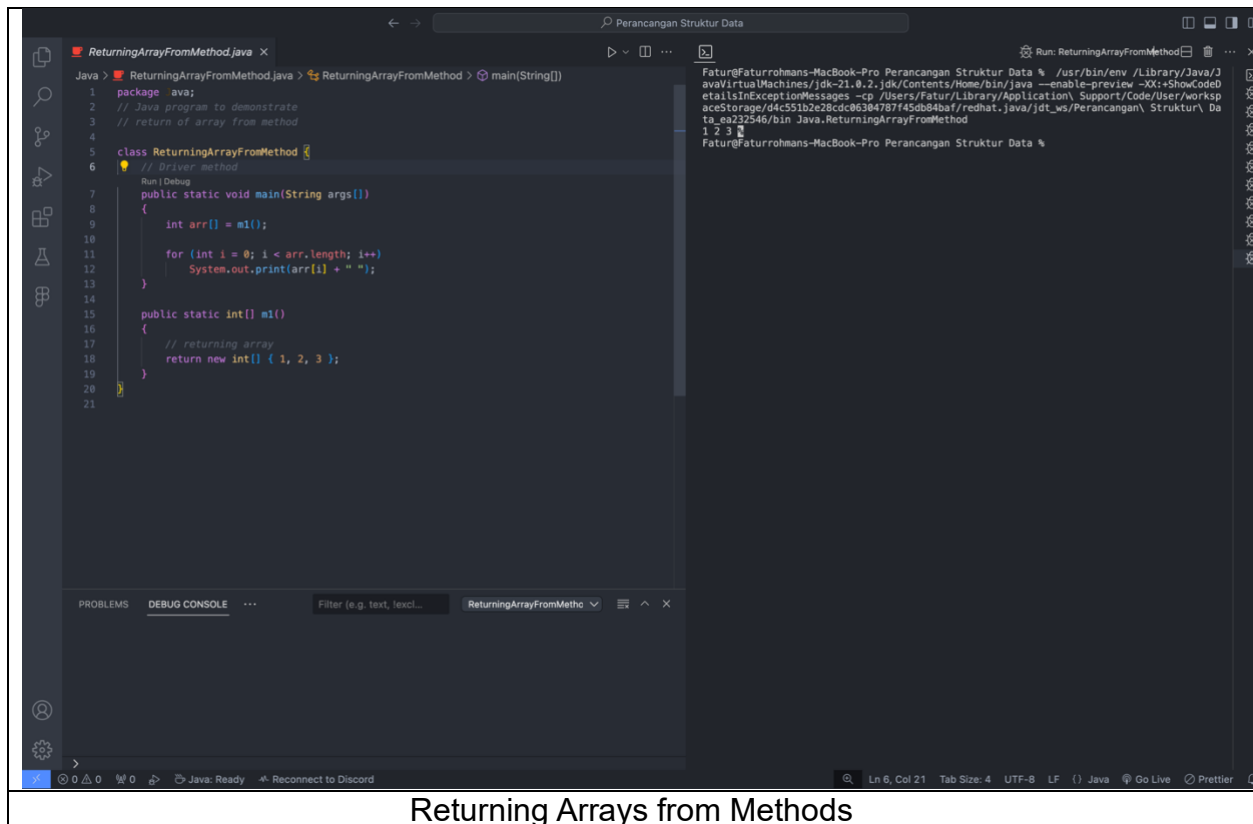 Perancangan Struktur Data
ReturningArrayFromMethod.java
Java > ReturningArrayFromMethod.java > ReturningArrayFromMethod > main(String[])
1 package Java;
2 // Java program to demonstrate
3 // return of array from method
4
5 class ReturningArrayFromMethod {
6 // Driver method
Run | Debug
7 public static void main(String args[])
8 {
9 int arr[] = m1();
10
11 for (int i = 0; i < arr.length; i++)
12 System.out.print(arr[i] + " ");
13 }
14
15 public static int[] m1()
16 {
17 // returning array
18 return new int[] { 1, 2, 3 };
19 }
20 }
21
Run: ReturningArrayFromMethod
Fatur@Faturrohmans-MacBook-Pro Perancangan Struktur Data % /usr/bin/env /Library/Java/J
avaVirtualMachines/jdk-21.0.2.jdk/Contents/Home/bin/java --enable-preview -XX:+ShowCodeD
etailsInExceptionMessages -cp /Users/Fatur/Library/Application\ Support/Code/User/worksp
aceStorage/d4c551b2e28cdc06304787f45db84baf/redhat.java/jdt_ws/Perancangan\ Struktur\ Da
ta_ea232546/bin Java.ReturningArrayFromMethod
1 2 3 %
Fatur@Faturrohmans-MacBook-Pro Perancangan Struktur Data %
PROBLEMS DEBUG CONSOLE ... Filter (e.g. text, !excl... ReturningArrayFromMethc
>
0 0 0 Java: Ready Reconnect to Discord Ln 6, Col 21 Tab Size: 4 UTF-8 LF {} Java Go Live Prettier
Returning Arrays from Methods